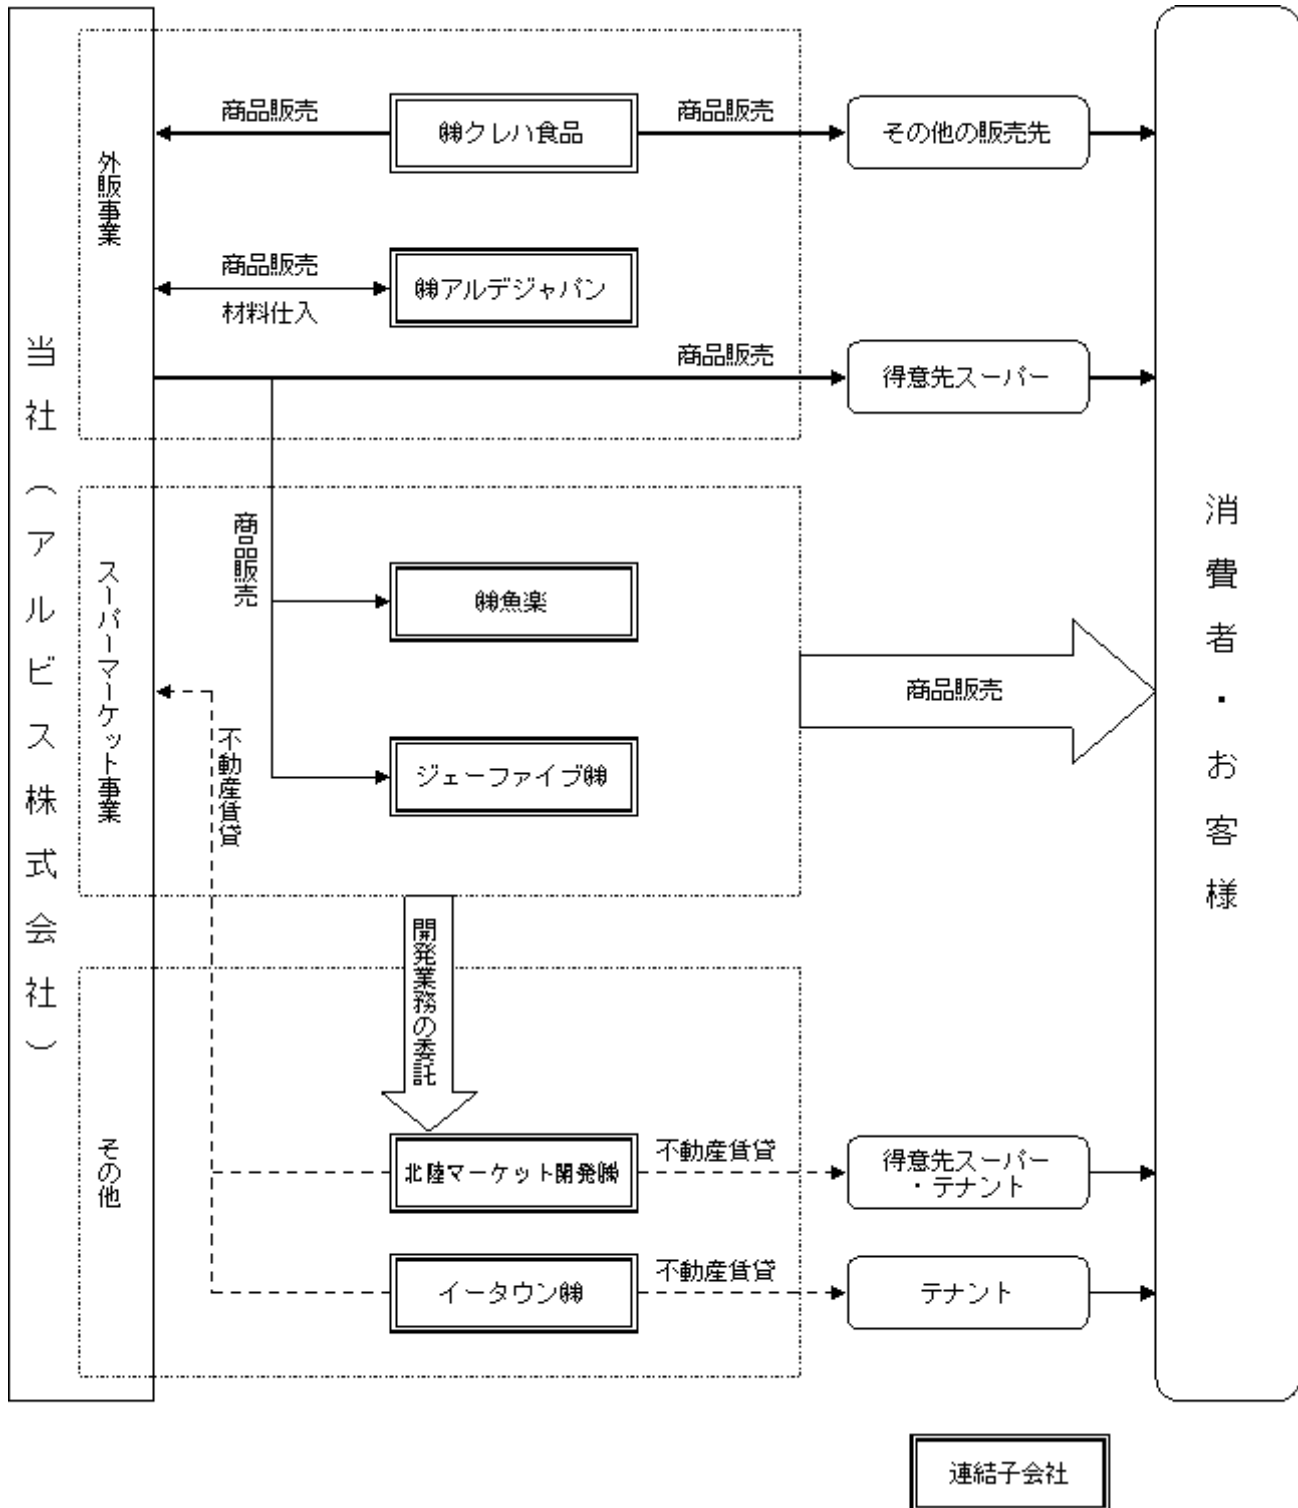 当社（アルビス株式会社）
外販事業
商品販売
㈱クレハ食品
商品販売
その他の販売先
商品販売
材料仕入
㈱アルデジャパン
商品販売
得意先スーパー
スーパーマーケット事業
商品販売
㈱魚楽
ジェーファイブ㈱
不動産賃貸
商品販売
消費者・お客様
開発業務の委託
その他
北陸マーケット開発㈱
不動産賃貸
得意先スーパー
・テナント
イータウン㈱
不動産賃貸
テナント
連結子会社